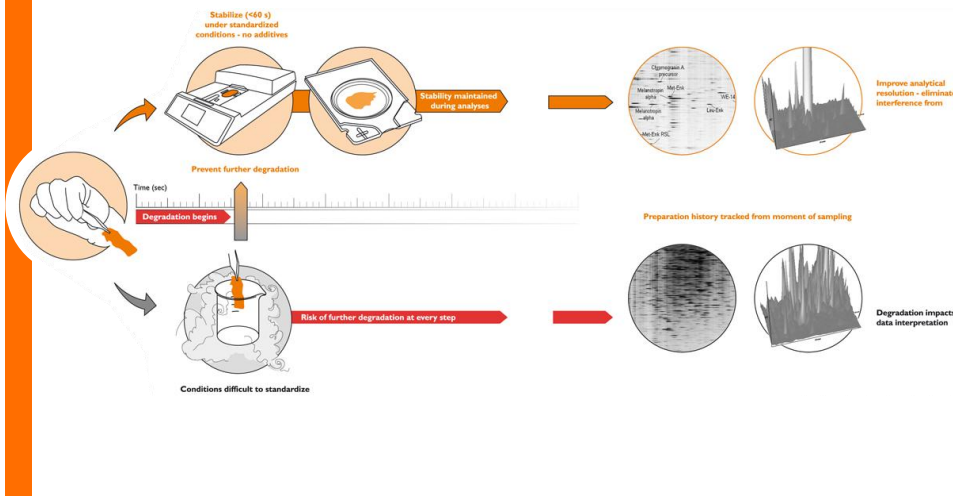 Stabilize (<60 s)
under standardized
conditions - no additives
Stability maintained
during analyses
precursor
Melanotropin
alpha
Met-Enk
WE-14
Melanotropin
alpha
Leu-Enk
Met-Enk RSL
Improve analytical
resolution - eliminate
interference from
Prevent further degradation
Time (sec)
Degradation begins
Preparation history tracked from moment of sampling
Risk of further degradation at every step
Degradation impacts
data interpretation
Conditions difficult to standardize